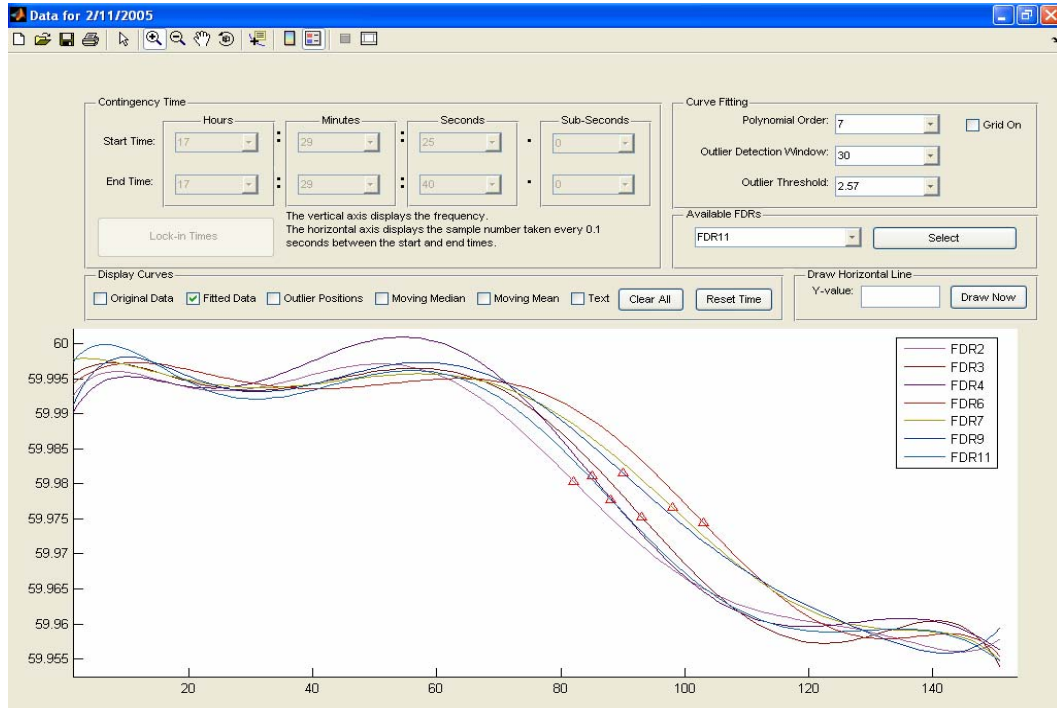 Data for 2/11/2005
Contingency Time
Hours Minutes Seconds Sub-Seconds
Start Time: 17 : 29 : 25 . 0
End Time: 17 : 29 : 40 . 0
Lock-in Times
The vertical axis displays the frequency.
The horizontal axis displays the sample number taken every 0.1
seconds between the start and end times.
Curve Fitting
Polynomial Order: 7
Grid On
Outlier Detection Window: 30
Outlier Threshold: 2.57
Available FDRs
FDR11 Select
Display Curves
Original Data Fitted Data Outlier Positions Moving Median Moving Mean Text Clear All Reset Time
Draw Horizontal Line
Y-value: Draw Now
60
59.995
59.99
59.985
59.98
59.975
59.97
59.965
59.96
59.955
20 40 60 80 100 120 140
FDR2
FDR3
FDR4
FDR6
FDR7
FDR9
FDR11